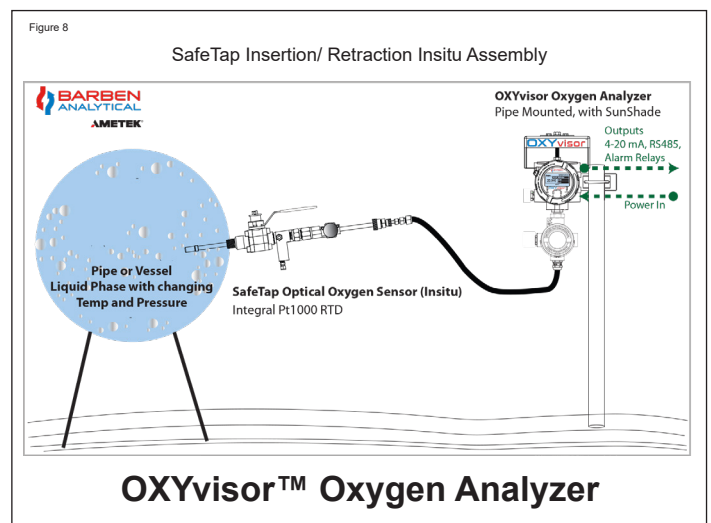 Figure 8
SafeTap Insertion/ Retraction Insitu Assembly
BARBEN
ANALYTICAL
AMETEK®
OXYvisor Oxygen Analyzer
Pipe Mounted, with SunShade
OXYvisor
Outputs
4-20 mA, RS485,
Alarm Relays
Power In
Pipe or Vessel
Liquid Phase with changing
Temp and Pressure
SafeTap Optical Oxygen Sensor (Insitu)
Integral Pt1000 RTD
OXYvisor™ Oxygen Analyzer